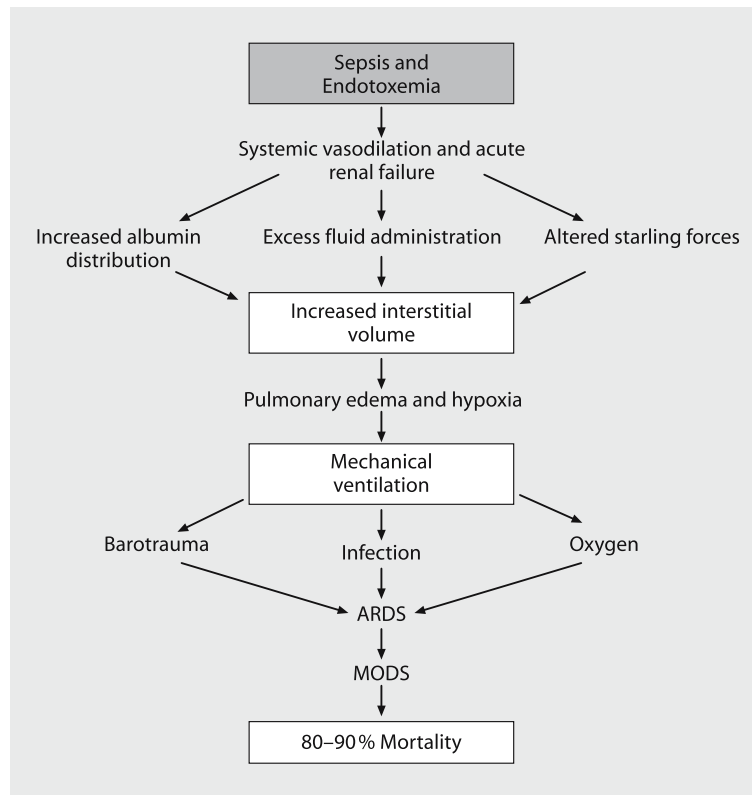 Sepsis and
Endotoxemia
Systemic vasodilation and acute
renal failure
Increased albumin
distribution
Excess fluid administration
Altered starling forces
Increased interstitial
volume
Pulmonary edema and hypoxia
Mechanical
ventilation
Barotrauma
Infection
Oxygen
ARDS
MODS
80–90% Mortality